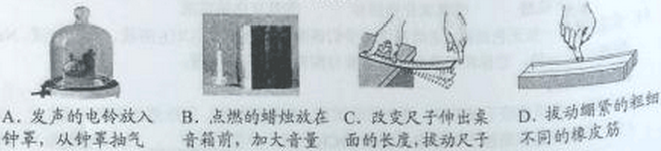 A. 发声的电铃放入
钟罩，从钟罩抽气
B. 点燃的蜡烛放在
音箱前，加大音量
C. 改变尺子伸出桌
面的长度，拔动尺子
D. 拔动绷紧的粗细
不同的橡皮筋